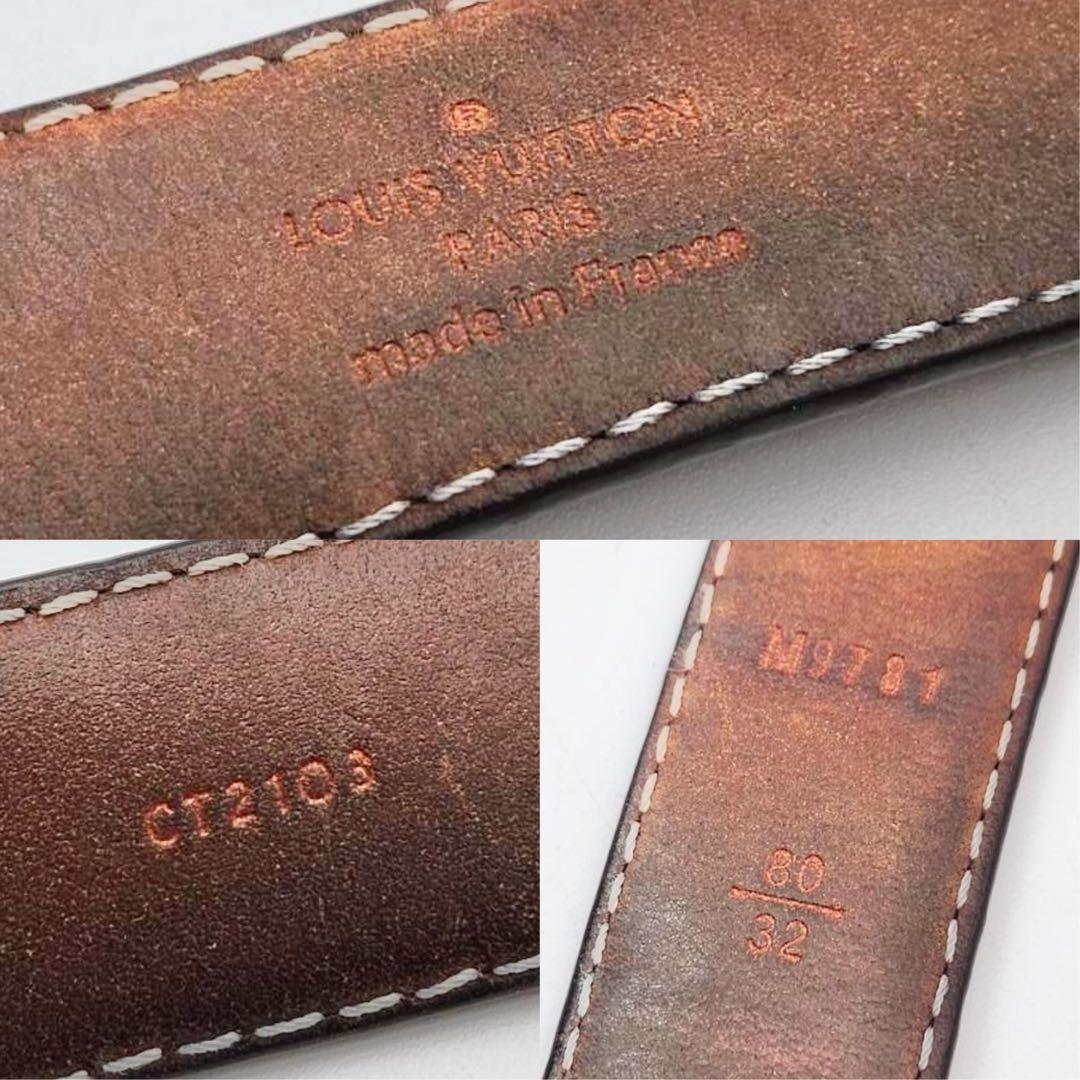 ®
LOUIS VUITTON
PARIS
made in France
CT2103
M9781
80
32